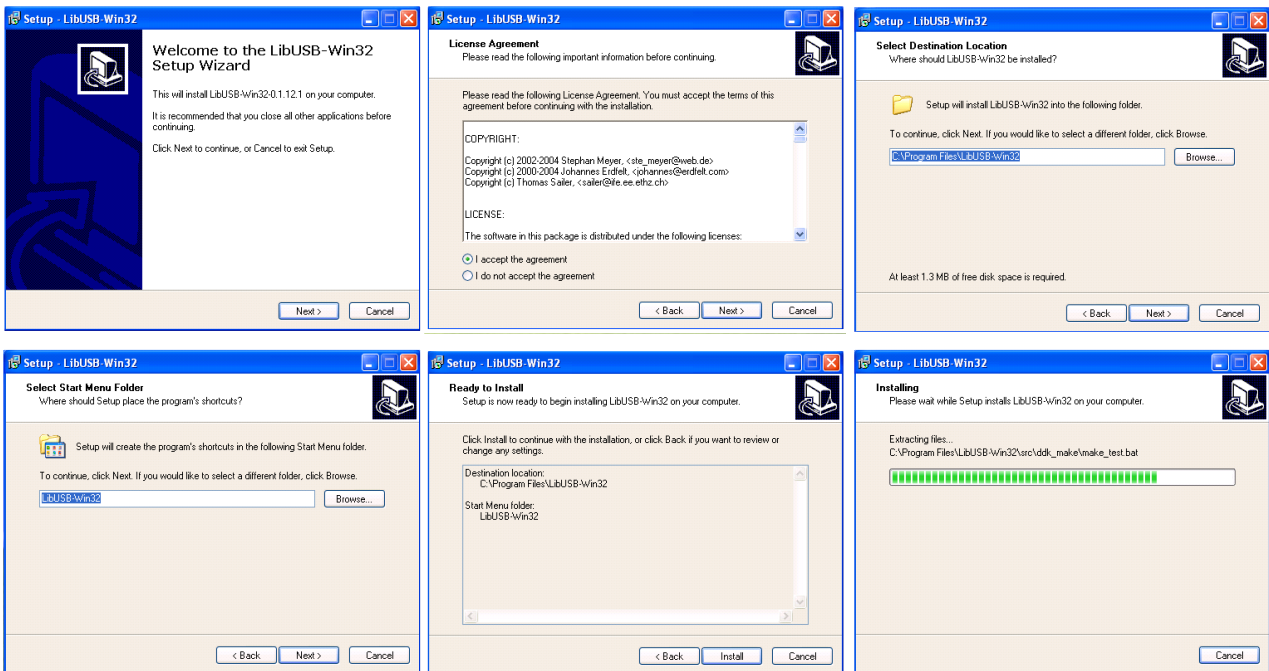 Setup - LibUSB-Win32
Welcome to the LibUSB-Win32
Setup Wizard
This will install LibUSB-Win32-0.1.12.1 on your computer.
It is recommended that you close all other applications before
continuing.
Click Next to continue, or Cancel to exit Setup.
Next >
Cancel
Setup - LibUSB-Win32
License Agreement
Please read the following important information before continuing.
Please read the following License Agreement. You must accept the terms of this
agreement before continuing with the installation.
COPYRIGHT:
Copyright (c) 2002-2004 Stephan Meyer, <ste_meyer@web.de>
Copyright (c) 2000-2004 Johannes Erdfelt, <johannes@erdfelt.com>
Copyright (c) Thomas Sailer, <sailer@ife.ee.ethz.ch>
LICENSE:
The software in this package is distributed under the following licenses:
I accept the agreement
I do not accept the agreement
< Back
Next >
Cancel
Setup - LibUSB-Win32
Select Destination Location
Where should LibUSB-Win32 be installed?
Setup will install LibUSB-Win32 into the following folder.
To continue, click Next. If you would like to select a different folder, click Browse.
C:\Program Files\LibUSB-Win32
Browse...
At least 1.3 MB of free disk space is required.
< Back
Next >
Cancel
Setup - LibUSB-Win32
Select Start Menu Folder
Where should Setup place the program's shortcuts?
Setup will create the program's shortcuts in the following Start Menu folder.
To continue, click Next. If you would like to select a different folder, click Browse.
LibUSB-Win32
Browse...
< Back
Next >
Cancel
Setup - LibUSB-Win32
Ready to Install
Setup is now ready to begin installing LibUSB-Win32 on your computer.
Click Install to continue with the installation, or click Back if you want to review or
change any settings.
Destination location:
C:\Program Files\LibUSB-Win32
Start Menu folder:
LibUSB-Win32
< Back
Install
Cancel
Setup - LibUSB-Win32
Installing
Please wait while Setup installs LibUSB-Win32 on your computer.
Extracting files...
C:\Program Files\LibUSB-Win32\src\ddk_make\make_test.bat
Cancel